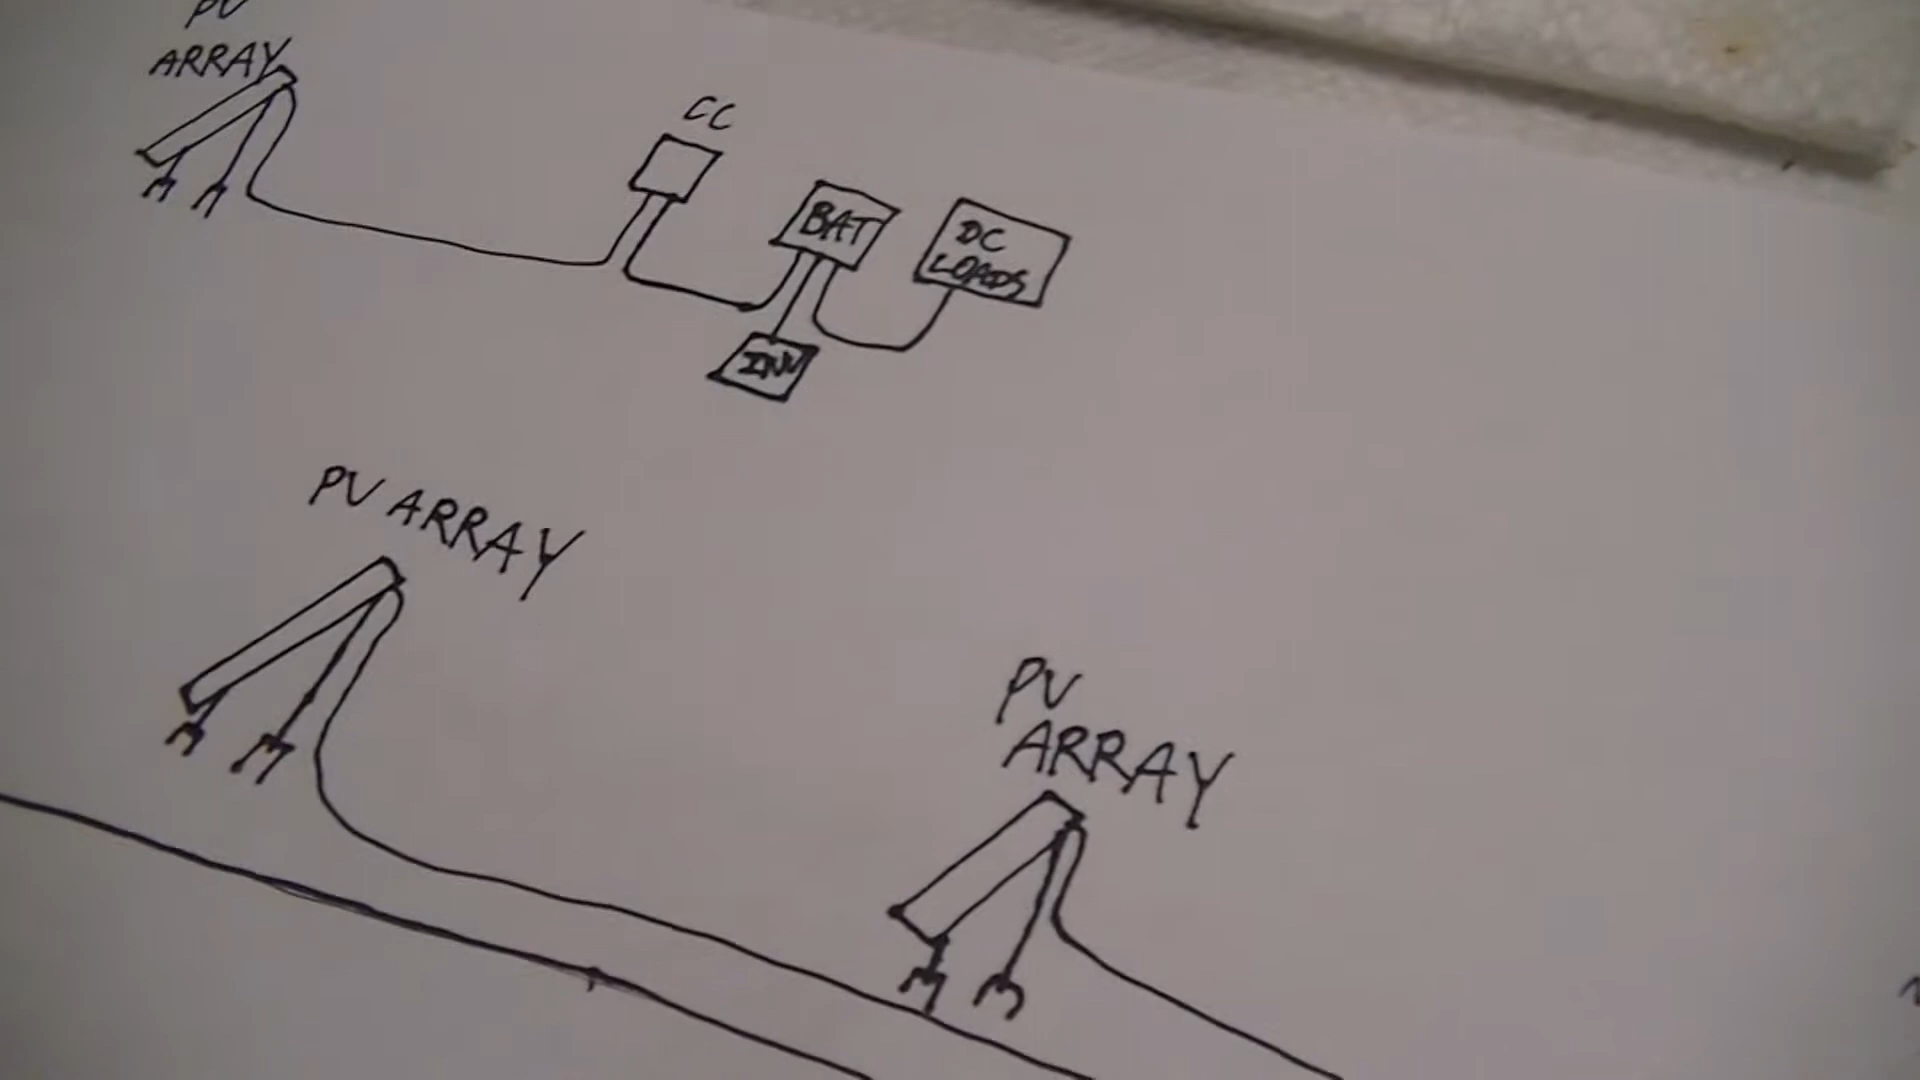 PV
ARRAY
CC
BAT
DC
LOADS
INV
PV ARRAY
PV
ARRAY